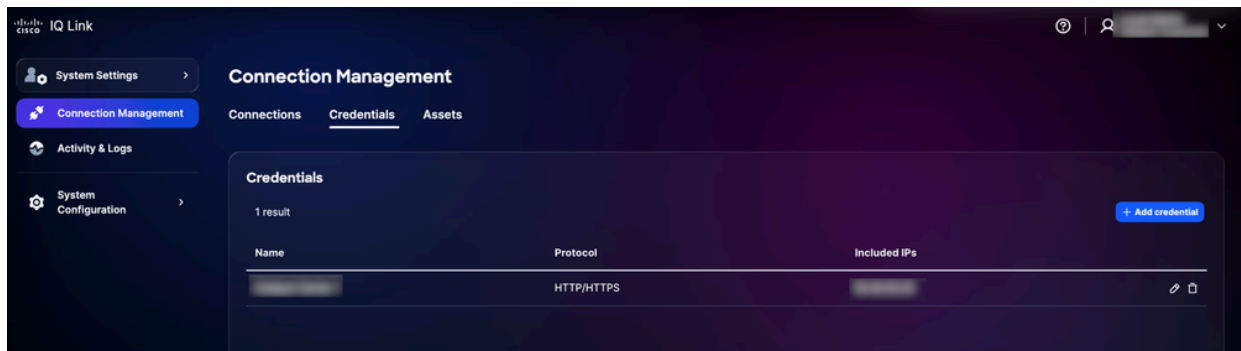 cisco IQ Link
System Settings
Connection Management
Activity & Logs
System
Configuration
Connection Management
Connections Credentials Assets
Credentials
1 result
+ Add credential
Name Protocol Included IPs
HTTP/HTTPS